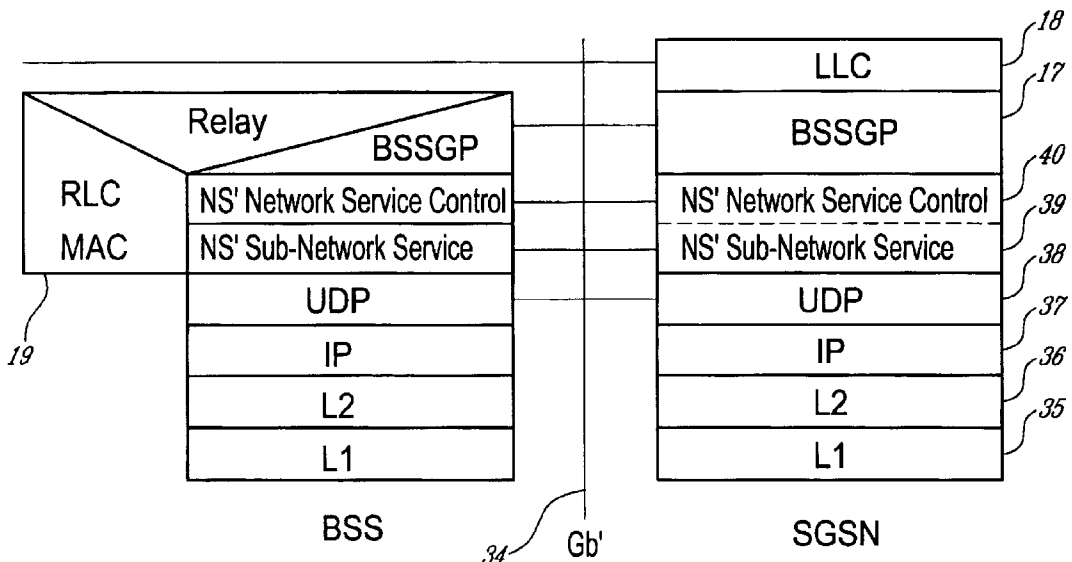 18
LLC
17
Relay
BSSGP
BSSGP
40
RLC
NS' Network Service Control
NS' Network Service Control
39
MAC
NS' Sub-Network Service
NS' Sub-Network Service
38
UDP
UDP
37
19
IP
IP
36
L2
L2
35
L1
L1
BSS
34
Gb'
SGSN